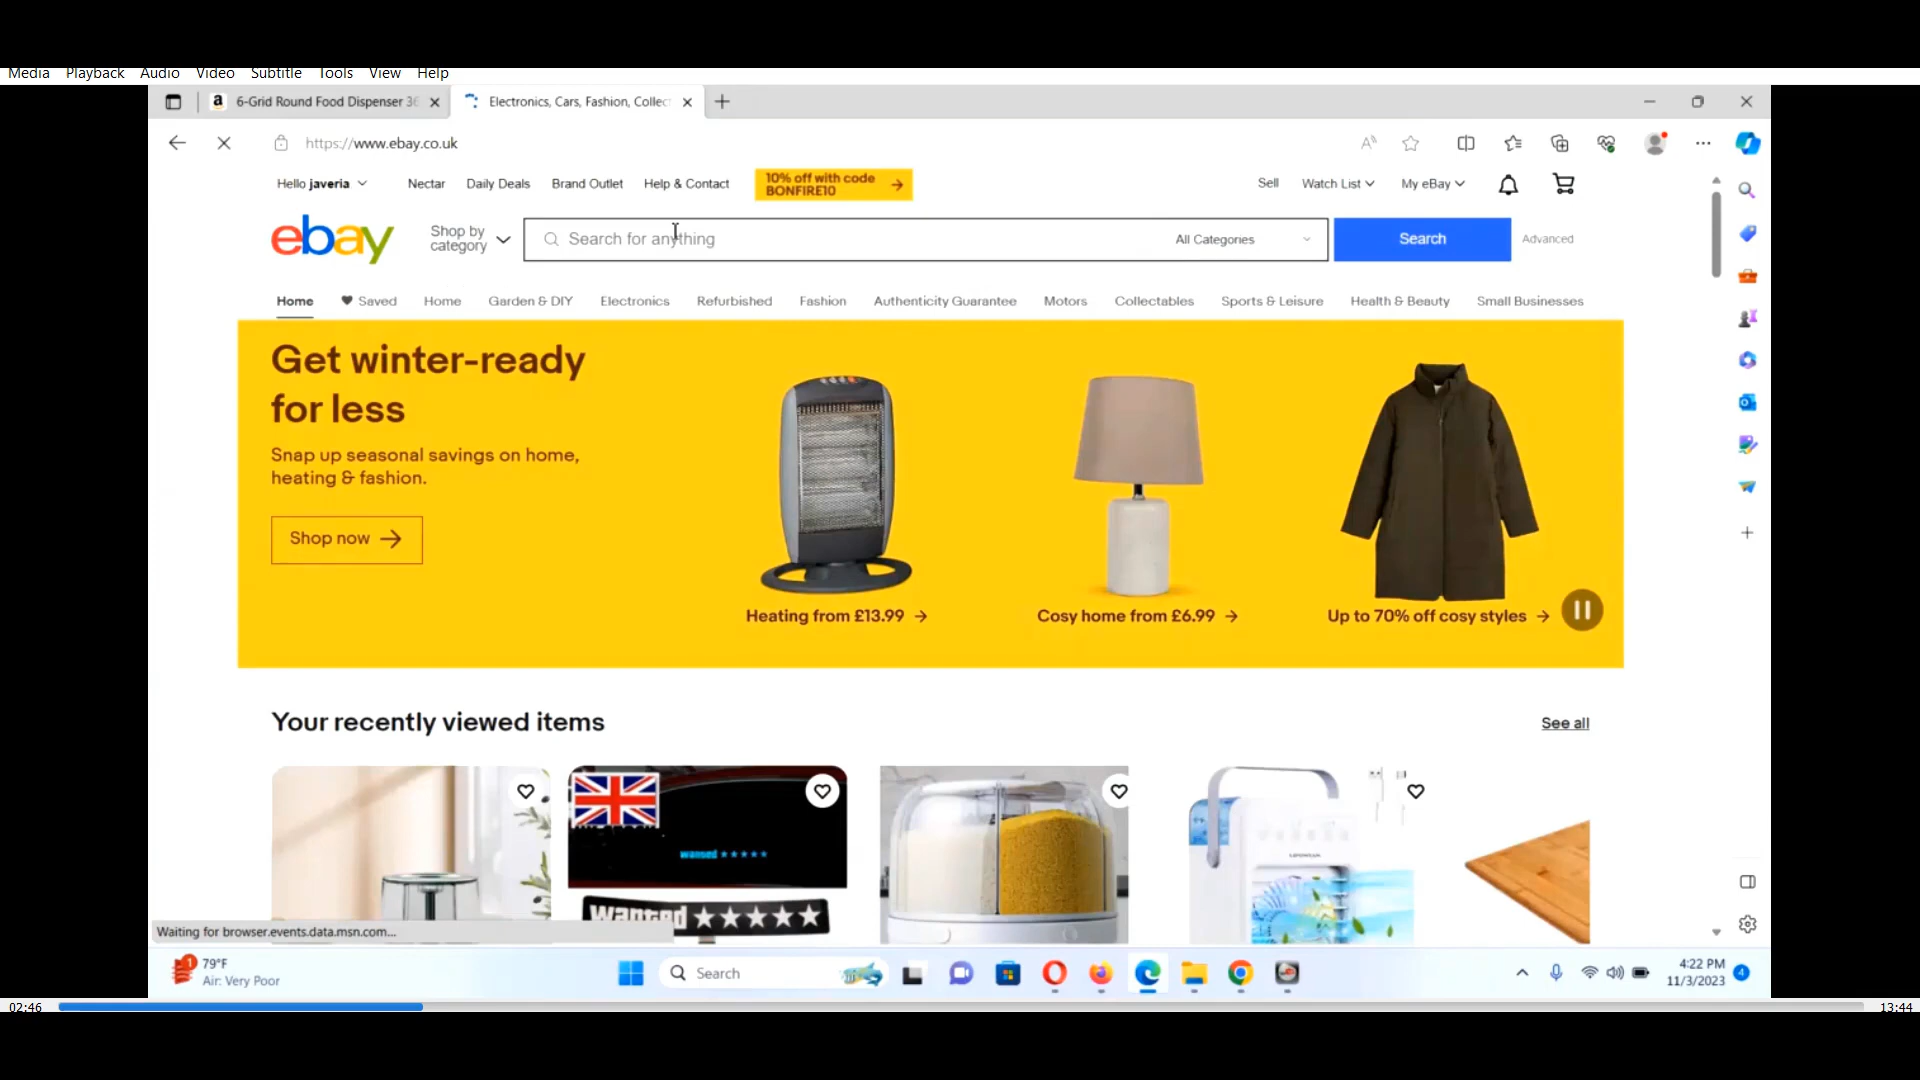 Media Playback Audio Video Subtitle Tools View Help
6-Grid Round Food Dispenser 36 Electronics, Cars, Fashion, Collec
https://www.ebay.co.uk
Hello javeria Nectar Daily Deals Brand Outlet Help & Contact 10% off with code Sell Watch List My eBay
BONFIRE10
ebay Shop by Search for anything All Categories Search Advanced
category
Home Saved Home Garden & DIY Electronics Refurbished Fashion Authenticity Guarantee Motors Collectables Sports & Leisure Health & Beauty Small Businesses
Get winter-ready
for less
Snap up seasonal savings on home,
heating & fashion.
Shop now
Heating from £13.99 Cosy home from £6.99 Up to 70% off cosy styles
Your recently viewed items See all
wanted
Wanted
Waiting for browser.events.data.msn.com...
1 79°F
Air: Very Poor
Search
4:22 PM
11/3/2023 4
02:46 13:44